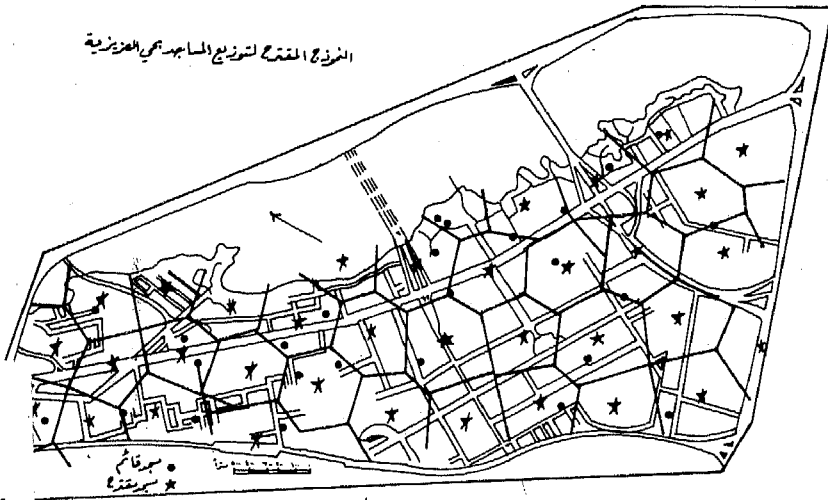 النموذج المقترح لتوزيع المساجد بحي العزيزية
مسجد قائم
مسجد مقترح